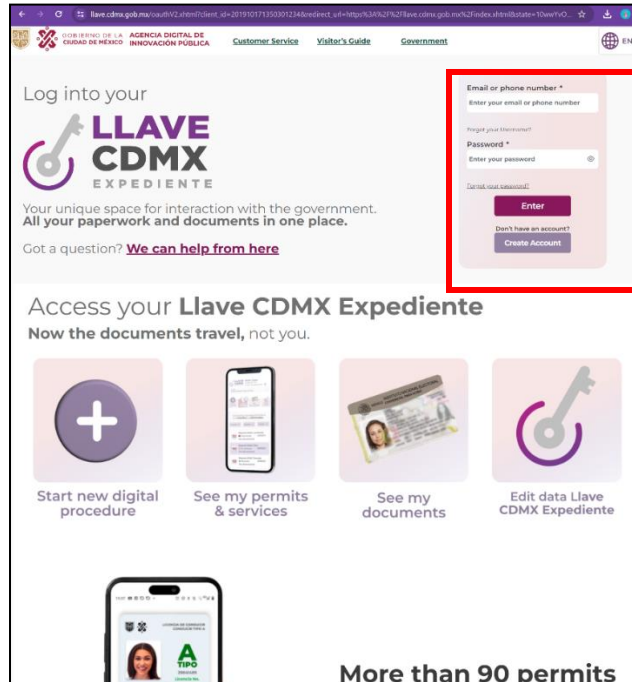 llave.cdmx.gob.mx/oauthV2.xhtml?client_id=201910171353301234&redirect_url=https%3A%2F%2Fllave.cdmx.gob.mx%2Findex.xhtml&state=10wwYvO...
GOBIERNO DE LA
CIUDAD DE MÉXICO
AGENCIA DIGITAL DE
INNOVACIÓN PÚBLICA
Customer Service
Visitor's Guide
Government
EN
Log into your
LLAVE
CDMX
EXPEDIENTE
Your unique space for interaction with the government.
All your paperwork and documents in one place.
Got a question? We can help from here
Email or phone number *
Enter your email or phone number
Password *
Enter your password
Forgot your password?
Enter
Don't have an account?
Create Account
Access your Llave CDMX Expediente
Now the documents travel, not you.
Start new digital
procedure
See my permits
& services
See my
documents
Edit data Llave
CDMX Expediente
A
TIPO
More than 90 permits